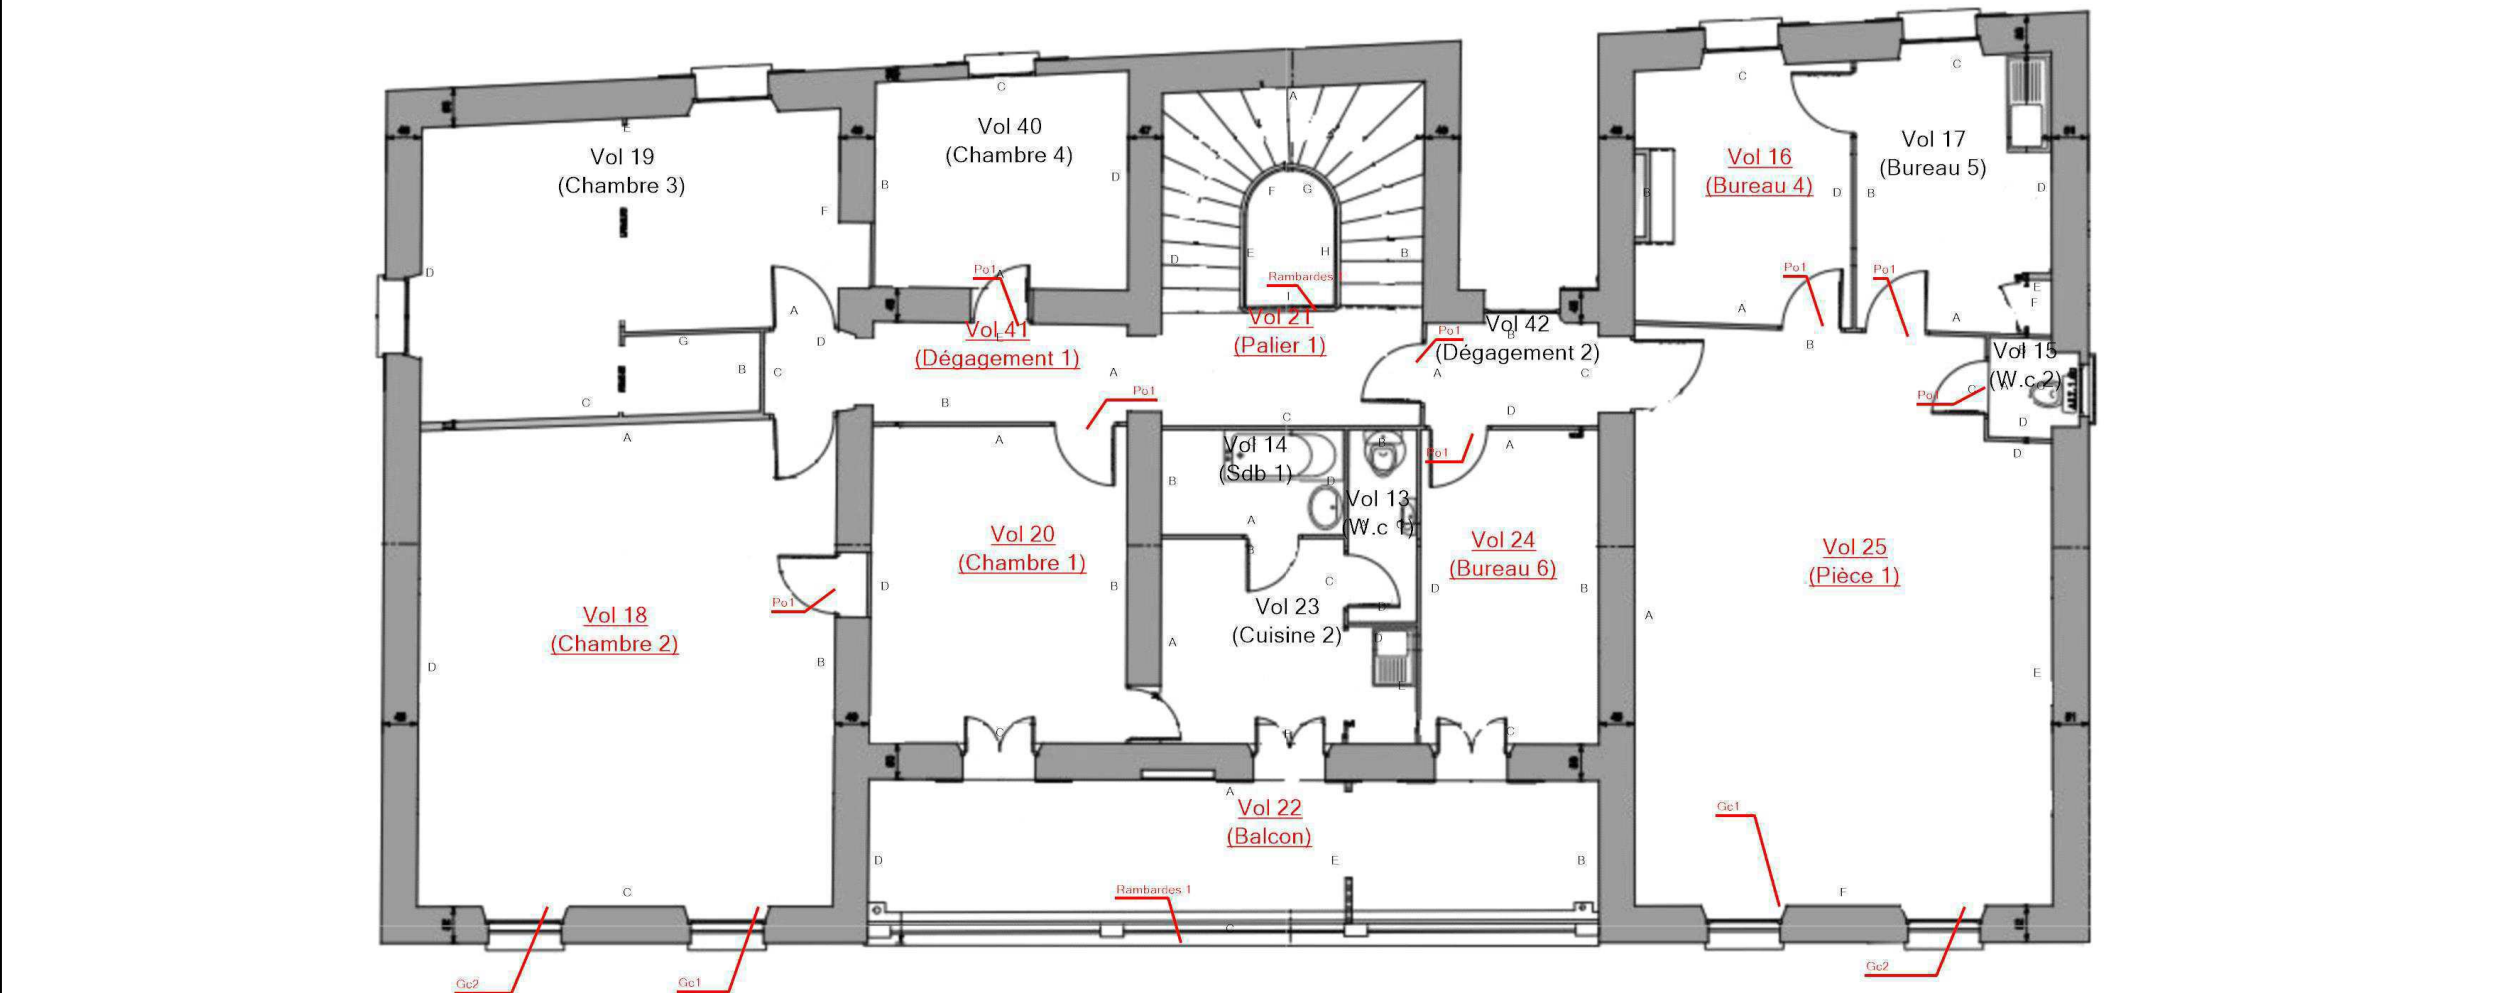 Vol 19
(Chambre 3)
Vol 40
(Chambre 4)
Vol 16
(Bureau 4)
Vol 17
(Bureau 5)
Po1
Rambardes 1
Po1
Po1
Vol 41
(Dégagement 1)
Vol 21
(Palier 1)
Po1
Vol 42
(Dégagement 2)
Vol 15
(W.c 2)
Po1
Po1
Vol 14
(Sdb 1)
Po1
Vol 13
(W.c 1)
Vol 20
(Chambre 1)
Vol 24
(Bureau 6)
Vol 25
(Pièce 1)
Po1
Vol 18
(Chambre 2)
Vol 23
(Cuisine 2)
Vol 22
(Balcon)
Gc1
Rambardes 1
Gc2
Gc1
Gc2
A
B
C
D
E
F
G
H
I
47